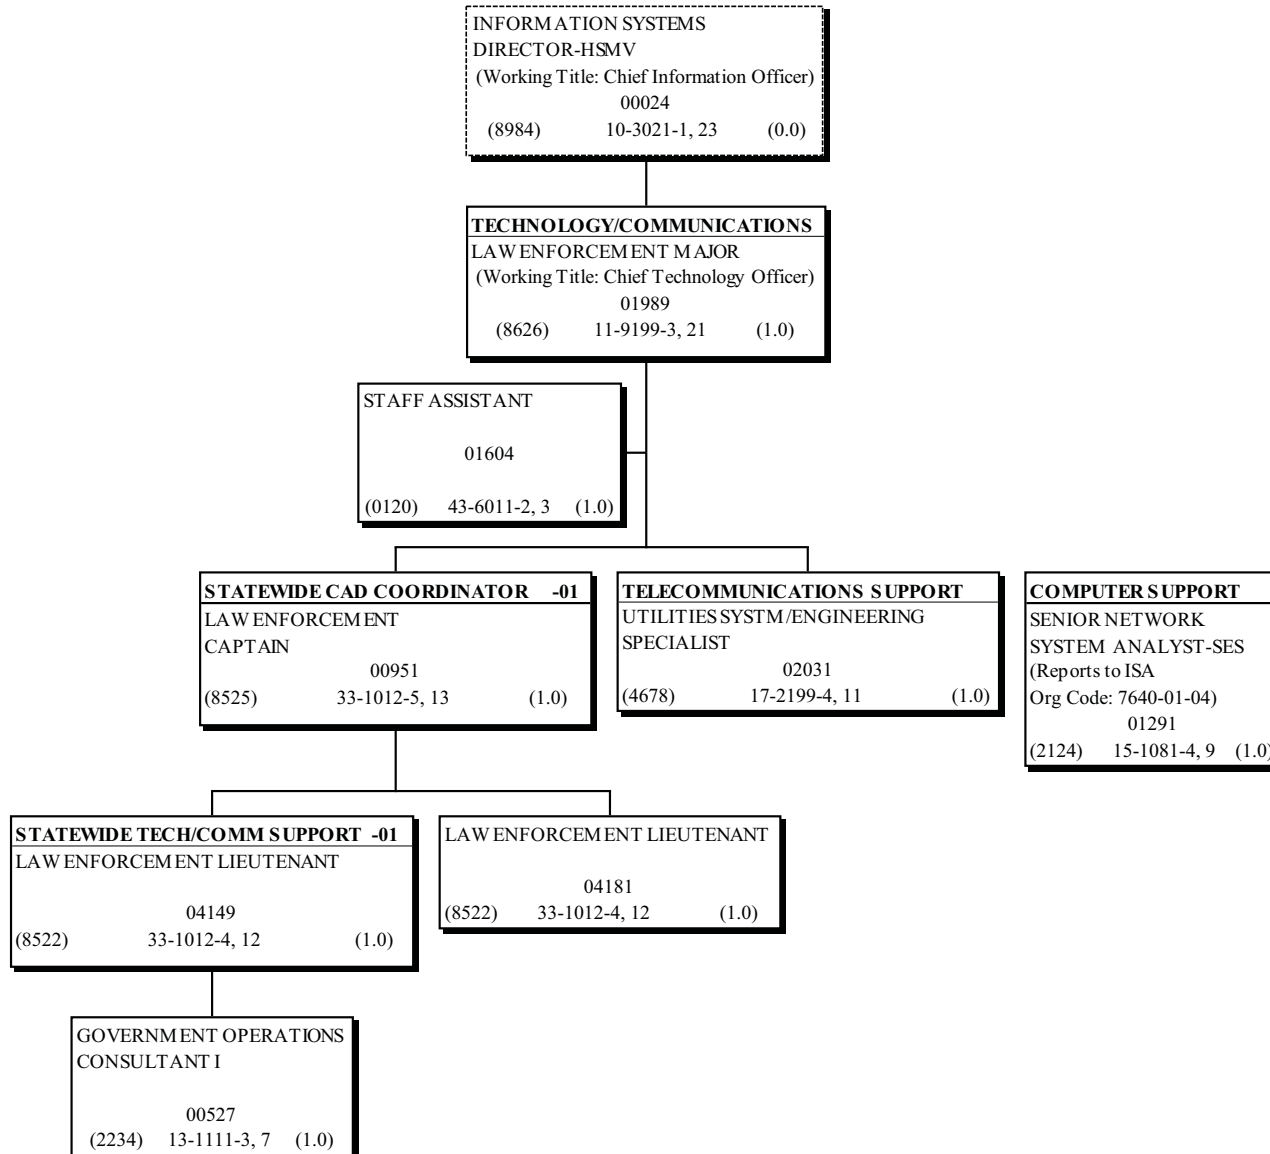 INFORMATION SYSTEMS
DIRECTOR-HSMV
(Working Title: Chief Information Officer)
00024
(8984) 10-3021-1, 23 (0.0)
TECHNOLOGY/COMMUNICATIONS
LAW ENFORCEMENT MAJOR
(Working Title: Chief Technology Officer)
01989
(8626) 11-9199-3, 21 (1.0)
STAFF ASSISTANT
01604
(0120) 43-6011-2, 3 (1.0)
STATEWIDE CAD COORDINATOR -01
LAW ENFORCEMENT
CAPTAIN
00951
(8525) 33-1012-5, 13 (1.0)
TELECOMMUNICATIONS SUPPORT
UTILITIES SYSTM/ENGINEERING
SPECIALIST
02031
(4678) 17-2199-4, 11 (1.0)
COMPUTER SUPPORT
SENIOR NETWORK
SYSTEM ANALYST-SES
(Reports to ISA
Org Code: 7640-01-04)
01291
(2124) 15-1081-4, 9 (1.0)
STATEWIDE TECH/COMM SUPPORT -01
LAW ENFORCEMENT LIEUTENANT
04149
(8522) 33-1012-4, 12 (1.0)
LAW ENFORCEMENT LIEUTENANT
04181
(8522) 33-1012-4, 12 (1.0)
GOVERNMENT OPERATIONS
CONSULTANT I
00527
(2234) 13-1111-3, 7 (1.0)